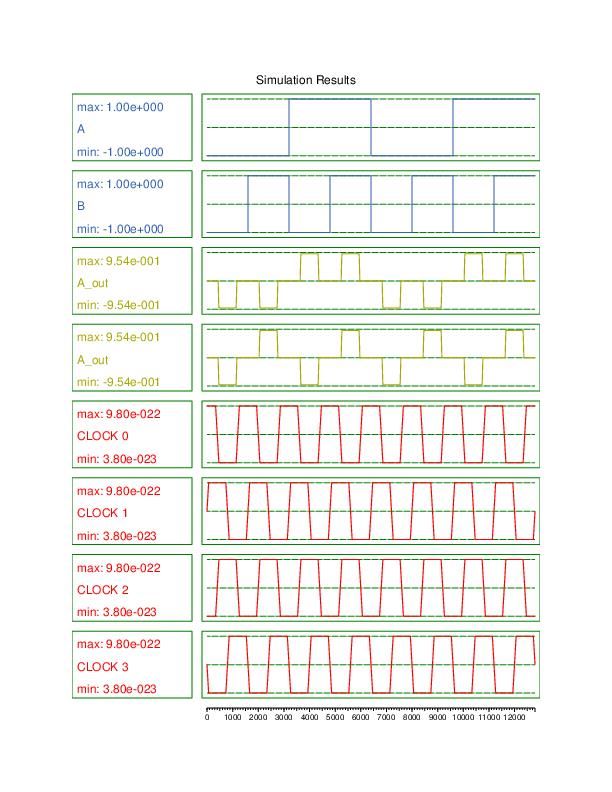 Simulation Results
max: 1.00e+000
A
min: -1.00e+000
max: 1.00e+000
B
min: -1.00e+000
max: 9.54e-001
A_out
min: -9.54e-001
max: 9.54e-001
A_out
min: -9.54e-001
max: 9.80e-022
CLOCK 0
min: 3.80e-023
max: 9.80e-022
CLOCK 1
min: 3.80e-023
max: 9.80e-022
CLOCK 2
min: 3.80e-023
max: 9.80e-022
CLOCK 3
min: 3.80e-023
0 1000 2000 3000 4000 5000 6000 7000 8000 9000 10000 11000 12000